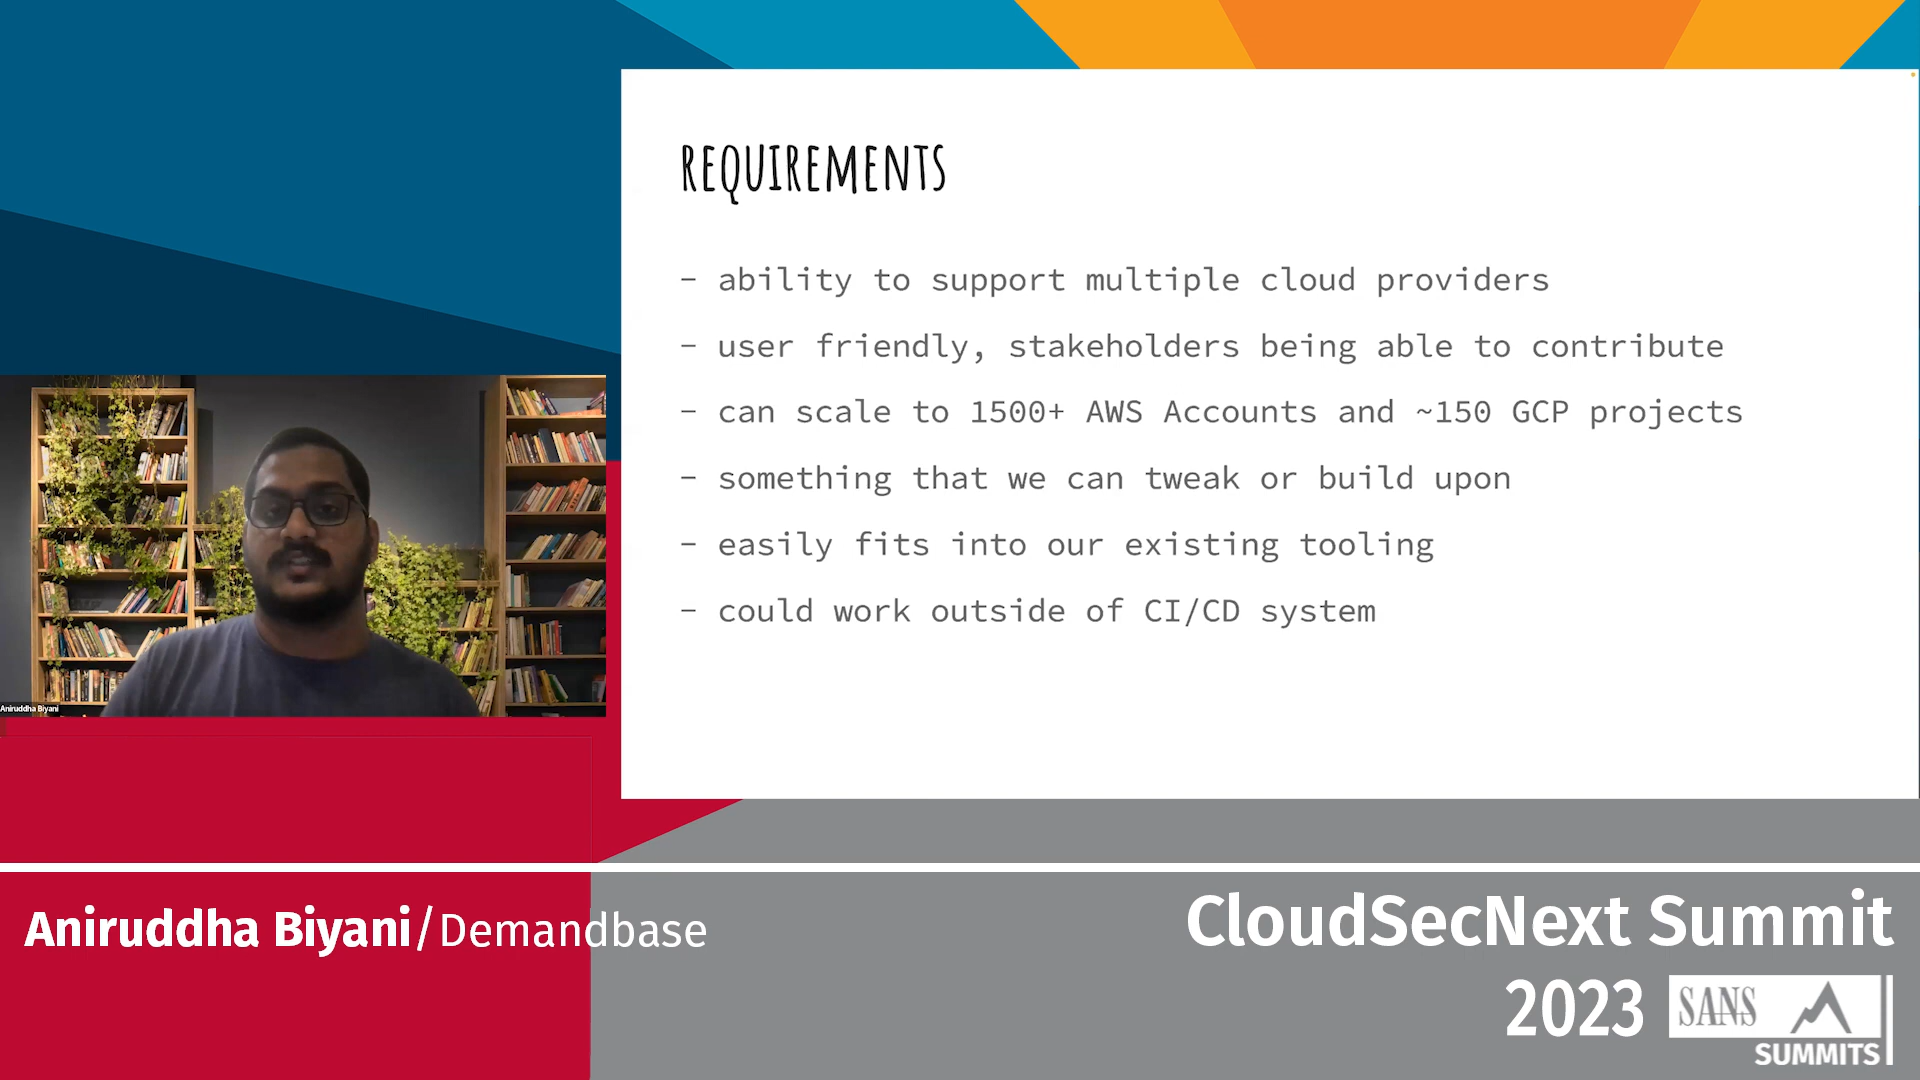 REQUIREMENTS
- ability to support multiple cloud providers
- user friendly, stakeholders being able to contribute
- can scale to 1500+ AWS Accounts and ~150 GCP projects
- something that we can tweak or build upon
- easily fits into our existing tooling
- could work outside of CI/CD system
Aniruddha Biyani
Aniruddha Biyani/Demandbase
CloudSecNext Summit
2023
SANS
SUMMITS